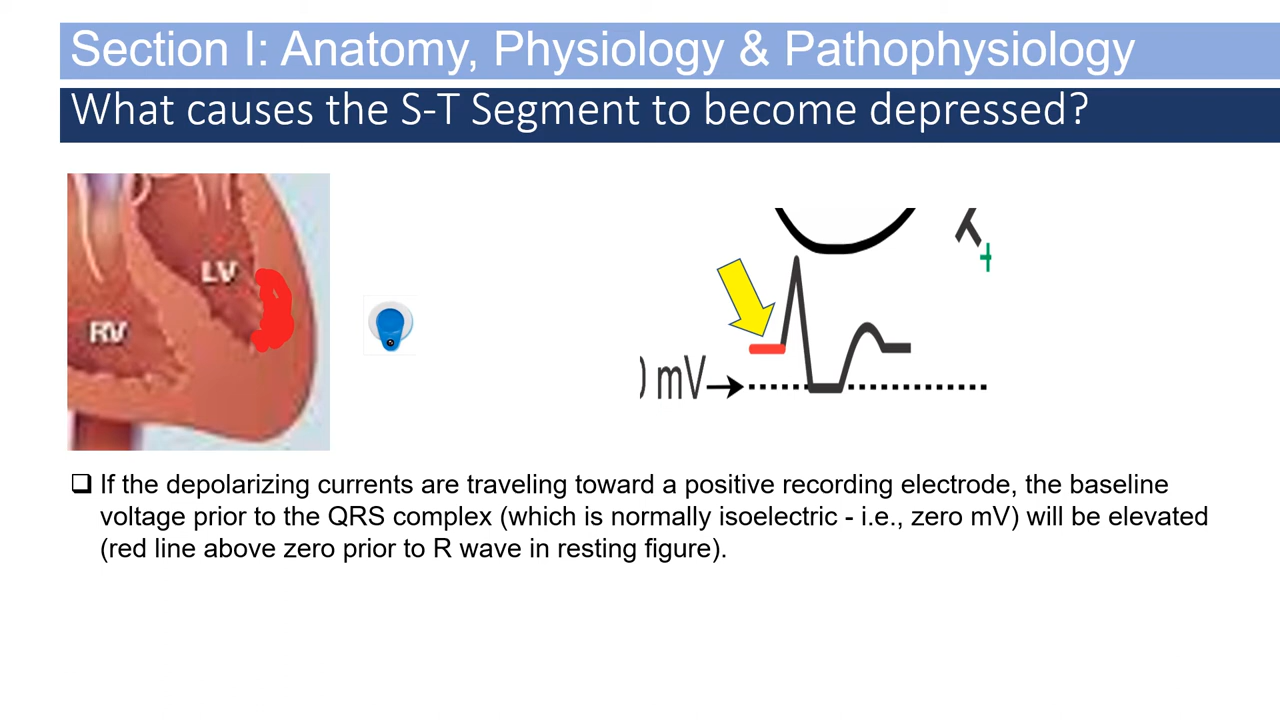 Section I: Anatomy, Physiology & Pathophysiology
What causes the S-T Segment to become depressed?
LV
RV
) mV
+
❑ If the depolarizing currents are traveling toward a positive recording electrode, the baseline
voltage prior to the QRS complex (which is normally isoelectric - i.e., zero mV) will be elevated
(red line above zero prior to R wave in resting figure).